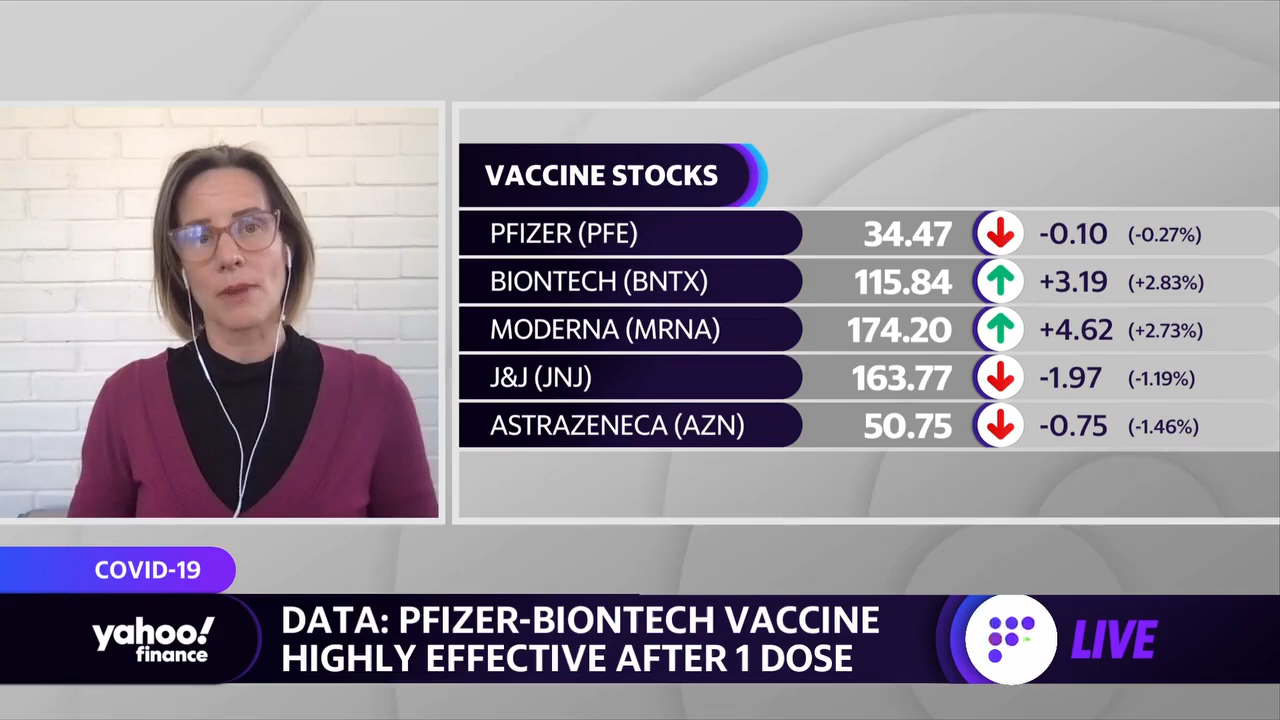 VACCINE STOCKS
PFIZER (PFE) 34.47 -0.10 (-0.27%)
BIONTECH (BNTX) 115.84 +3.19 (+2.83%)
MODERNA (MRNA) 174.20 +4.62 (+2.73%)
J&J (JNJ) 163.77 -1.97 (-1.19%)
ASTRAZENECA (AZN) 50.75 -0.75 (-1.46%)
COVID-19
yahoo! finance
DATA: PFIZER-BIONTECH VACCINE
HIGHLY EFFECTIVE AFTER 1 DOSE
LIVE